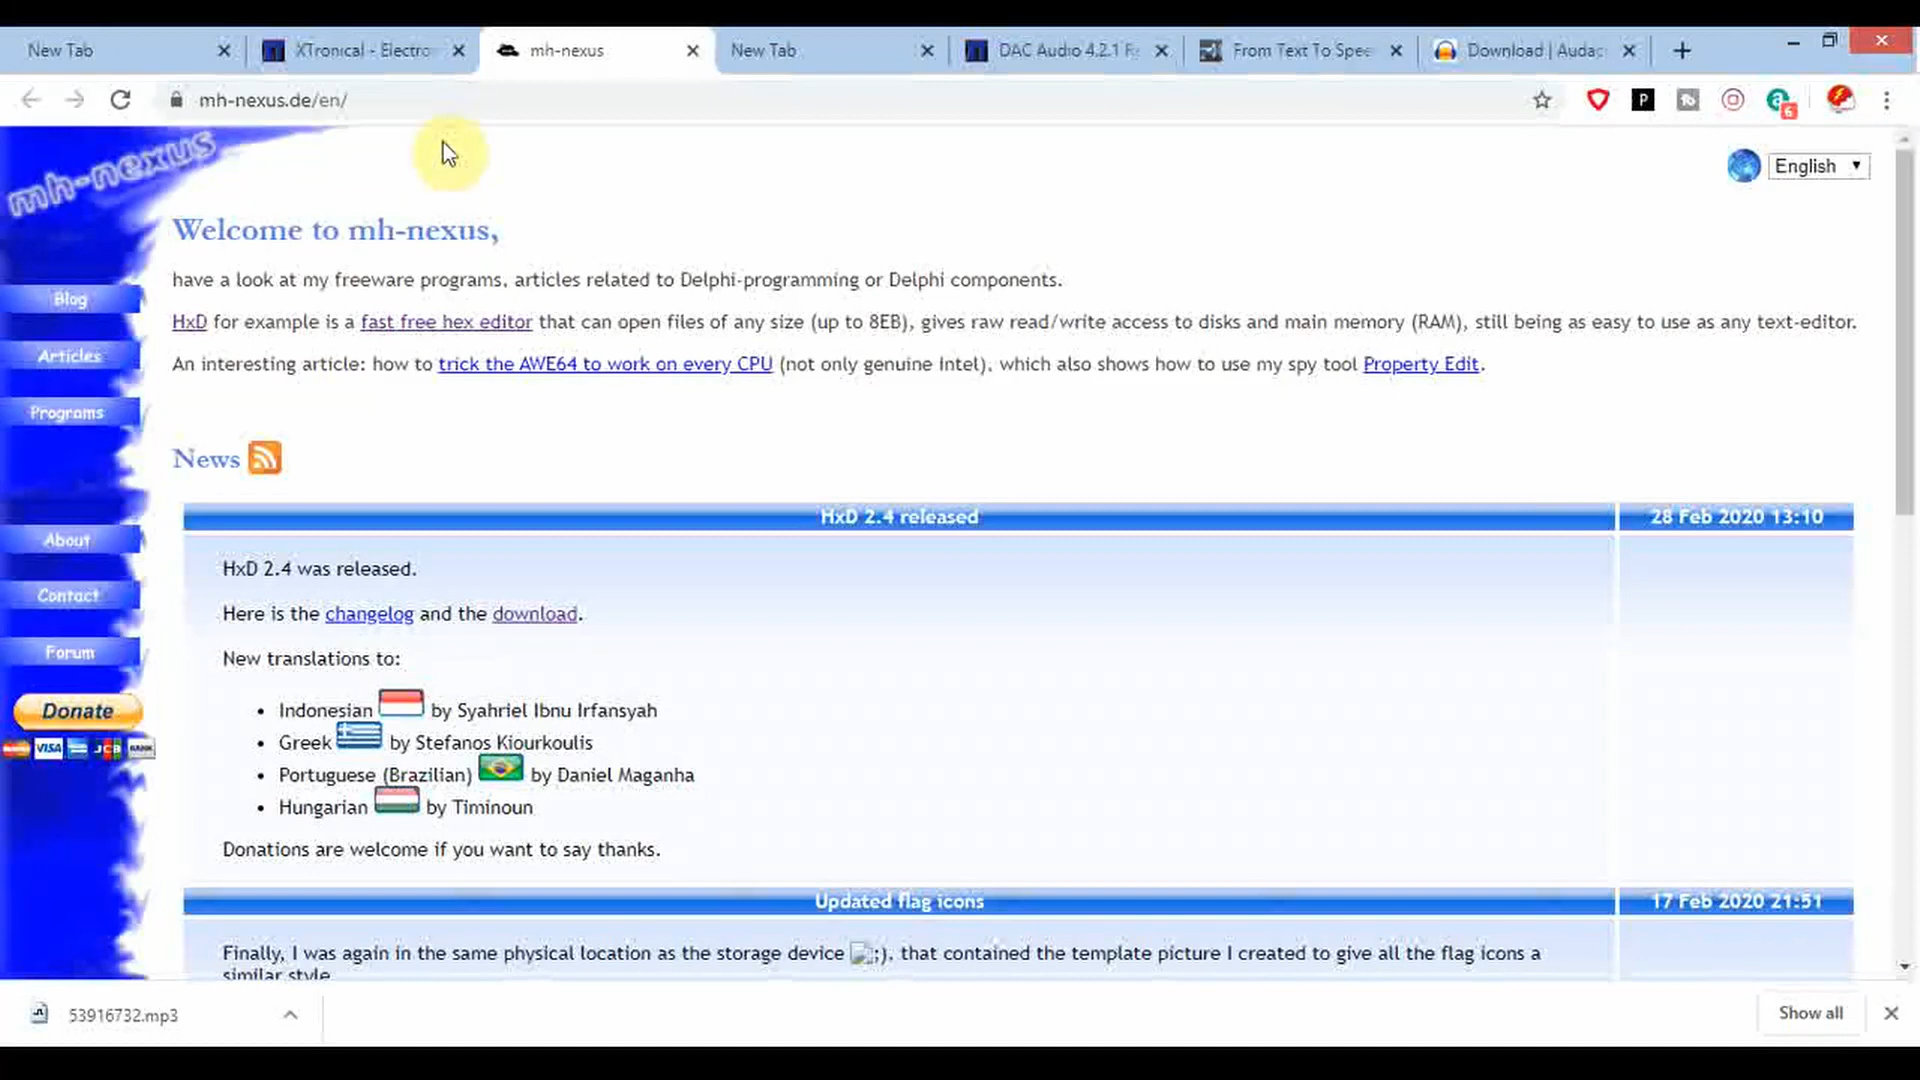 New Tab
XTronical - Electro
mh-nexus
New Tab
DAC Audio 4.2.1 F
From Text To Spee
Download | Audac
mh-nexus.de/en/
P
6
mh-nexus
English
Welcome to mh-nexus,
have a look at my freeware programs, articles related to Delphi-programming or Delphi components.
HxD for example is a fast free hex editor that can open files of any size (up to 8EB), gives raw read/write access to disks and main memory (RAM), still being as easy to use as any text-editor.
An interesting article: how to trick the AWE64 to work on every CPU (not only genuine Intel), which also shows how to use my spy tool Property Edit.
Blog
Articles
Programs
About
Contact
Forum
Donate
VISA JCB BANK
News
HxD 2.4 released 28 Feb 2020 13:10
HxD 2.4 was released.
Here is the changelog and the download.
New translations to:
• Indonesian by Syahriel Ibnu Irfansyah
• Greek by Stefanos Kiourkoulis
• Portuguese (Brazilian) by Daniel Maganha
• Hungarian by Timinoun
Donations are welcome if you want to say thanks.
Updated flag icons 17 Feb 2020 21:51
Finally, I was again in the same physical location as the storage device ;), that contained the template picture I created to give all the flag icons a
similar style
53916732.mp3
Show all